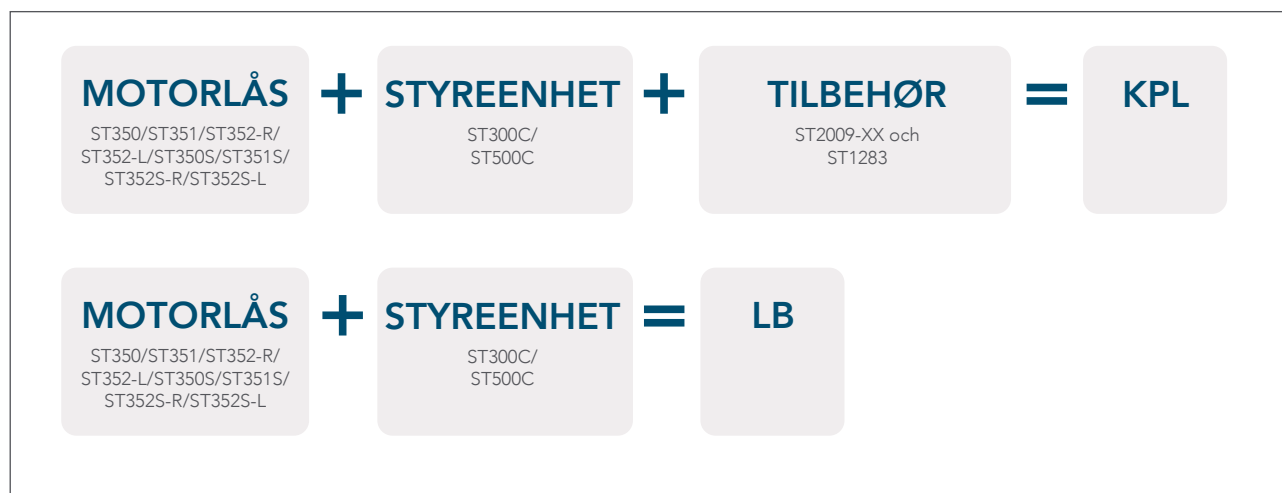 MOTORLÅS + STYREENHET + TILBEHØR = KPL
ST350/ST351/ST352-R/
ST352-L/ST350S/ST351S/
ST352S-R/ST352S-L
ST300C/
ST500C
ST2009-XX och
ST1283
MOTORLÅS + STYREENHET = LB
ST350/ST351/ST352-R/
ST352-L/ST350S/ST351S/
ST352S-R/ST352S-L
ST300C/
ST500C